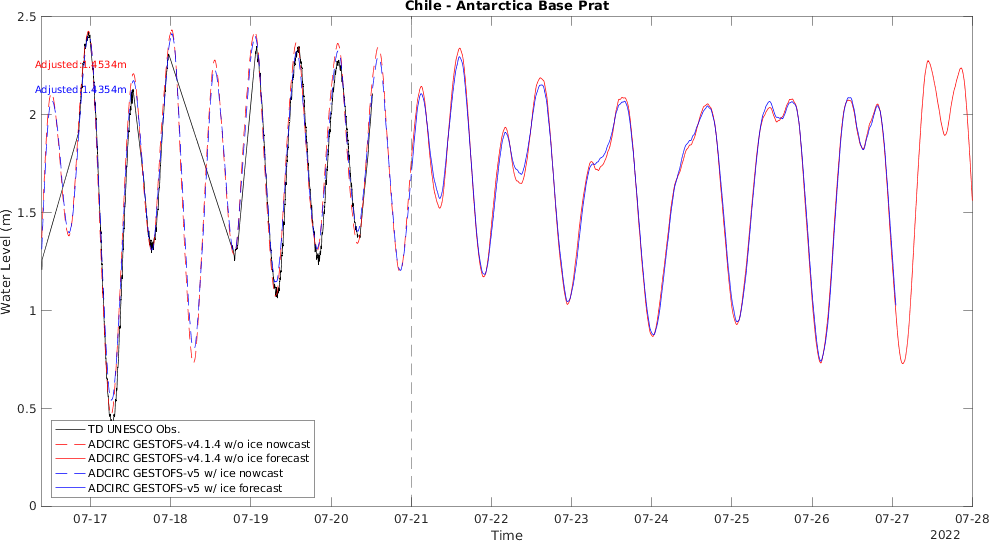 Chile - Antarctica Base Prat
2.5
2
1.5
1
0.5
0
Water Level (m)
Adjusted:1.4534m
Adjusted:1.4354m
TD UNESCO Obs.
ADCIRC GESTOFS-v4.1.4 w/o ice nowcast
ADCIRC GESTOFS-v4.1.4 w/o ice forecast
ADCIRC GESTOFS-v5 w/ ice nowcast
ADCIRC GESTOFS-v5 w/ ice forecast
07-17 07-18 07-19 07-20 07-21 07-22 07-23 07-24 07-25 07-26 07-27 07-28
Time
2022